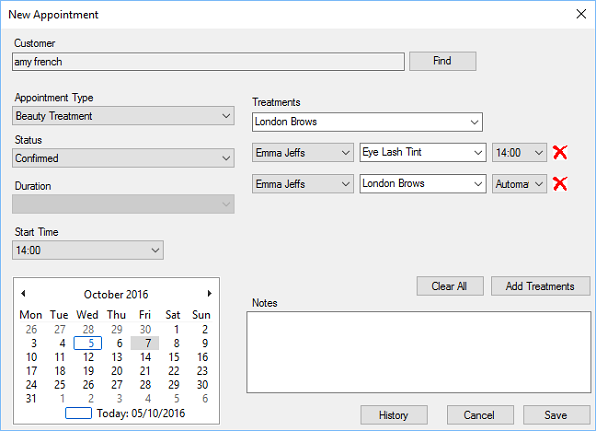 New Appointment
Customer
amy french
Find
Appointment Type
Beauty Treatment
Status
Confirmed
Duration
Start Time
14:00
Treatments
London Brows
Emma Jeffs Eye Lash Tint 14:00
Emma Jeffs London Brows Automat
Clear All Add Treatments
October 2016
Mon Tue Wed Thu Fri Sat Sun
26 27 28 29 30 1 2
3 4 5 6 7 8 9
10 11 12 13 14 15 16
17 18 19 20 21 22 23
24 25 26 27 28 29 30
31 1 2 3 4 5 6
Today: 05/10/2016
Notes
History Cancel Save